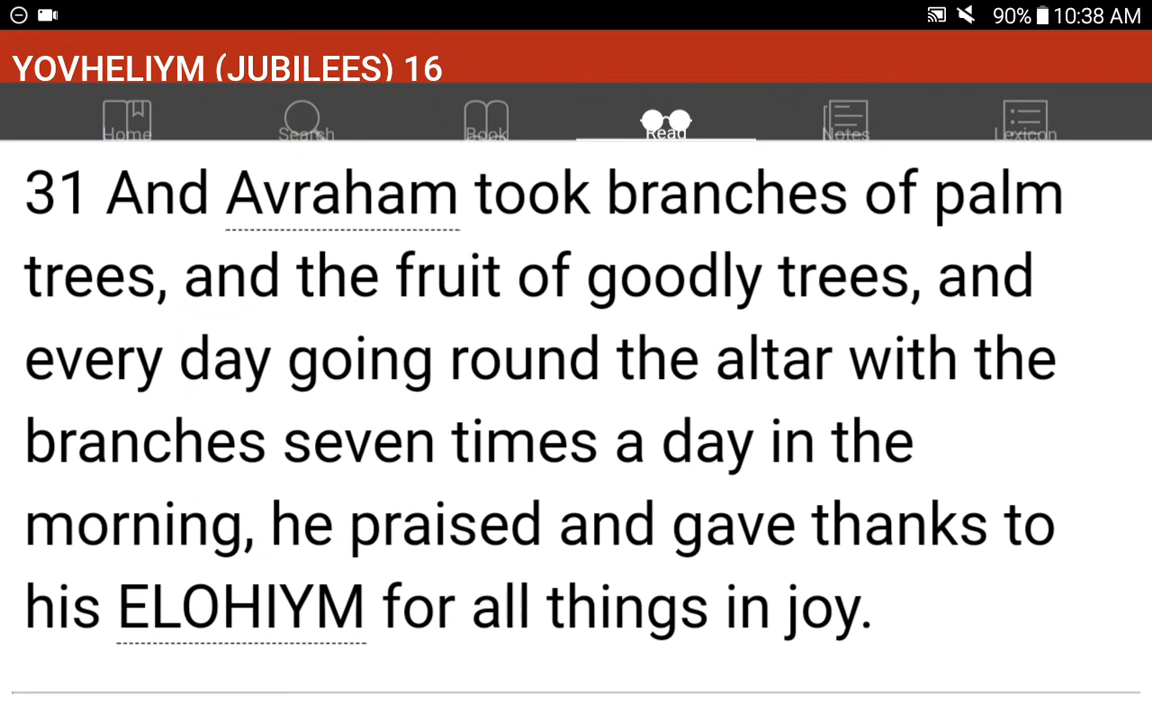 90% 10:38 AM
YOVHELIYM (JUBILEES) 16
Home Search Book Read Notes Lexicon
31 And Avraham took branches of palm
trees, and the fruit of goodly trees, and
every day going round the altar with the
branches seven times a day in the
morning, he praised and gave thanks to
his ELOHIYM for all things in joy.